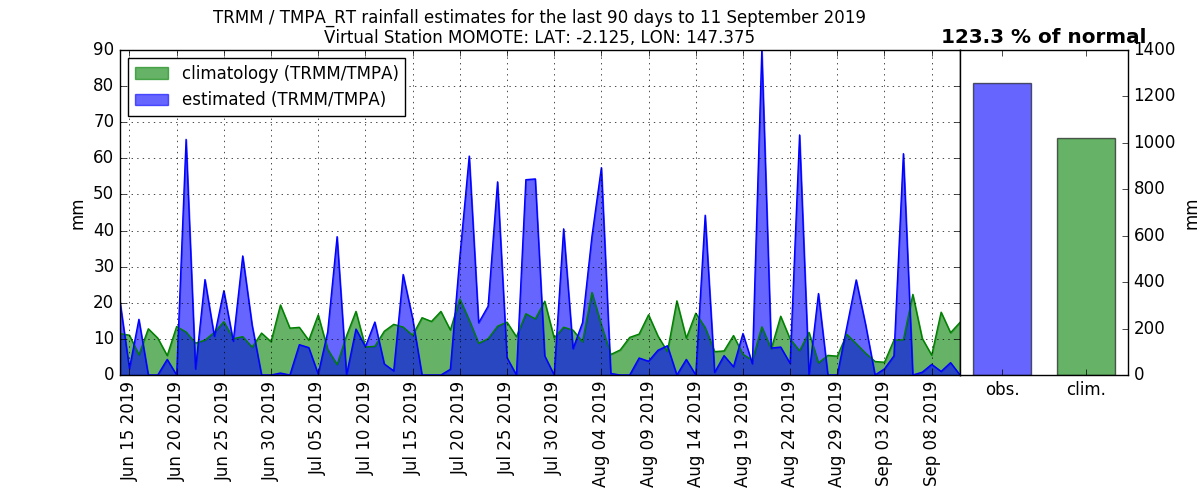 TRMM / TMPA_RT rainfall estimates for the last 90 days to 11 September 2019
Virtual Station MOMOTE: LAT: -2.125, LON: 147.375
123.3 % of normal
climatology (TRMM/TMPA)
estimated (TRMM/TMPA)
mm
90
80
70
60
50
40
30
20
10
0
Jun 15 2019
Jun 20 2019
Jun 25 2019
Jun 30 2019
Jul 05 2019
Jul 10 2019
Jul 15 2019
Jul 20 2019
Jul 25 2019
Jul 30 2019
Aug 04 2019
Aug 09 2019
Aug 14 2019
Aug 19 2019
Aug 24 2019
Aug 29 2019
Sep 03 2019
Sep 08 2019
obs.
clim.
1400
1200
1000
800
600
400
200
0
mm